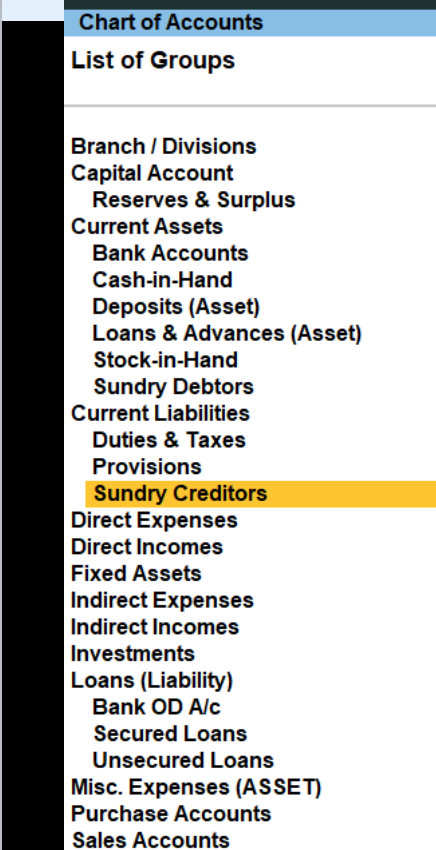 Chart of Accounts
List of Groups
Branch / Divisions
Capital Account
Reserves & Surplus
Current Assets
Bank Accounts
Cash-in-Hand
Deposits (Asset)
Loans & Advances (Asset)
Stock-in-Hand
Sundry Debtors
Current Liabilities
Duties & Taxes
Provisions
Sundry Creditors
Direct Expenses
Direct Incomes
Fixed Assets
Indirect Expenses
Indirect Incomes
Investments
Loans (Liability)
Bank OD A/c
Secured Loans
Unsecured Loans
Misc. Expenses (ASSET)
Purchase Accounts
Sales Accounts